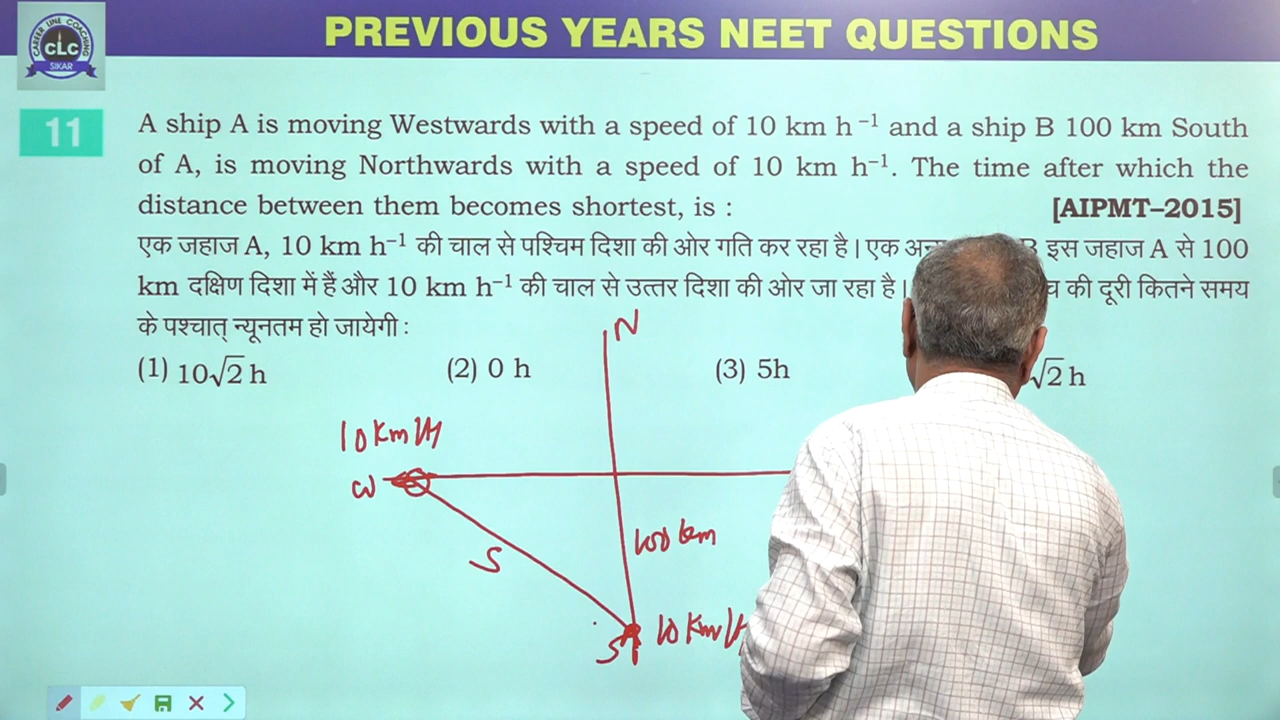 PREVIOUS YEARS NEET QUESTIONS
CAREER LINE COACHING
CLC
SIKAR
11
A ship A is moving Westwards with a speed of 10 km h⁻¹ and a ship B 100 km South
of A, is moving Northwards with a speed of 10 km h⁻¹. The time after which the
distance between them becomes shortest, is :
[AIPMT–2015]
एक जहाज A, 10 km h⁻¹ की चाल से पश्चिम दिशा की ओर गति कर रहा है। एक B इस जहाज A से 100
km दक्षिण दिशा में हैं और 10 km h⁻¹ की चाल से उत्तर दिशा की ओर जा रहा है। की दूरी कितने समय
के पश्चात् न्यूनतम हो जायेगी :
(1) 10√2 h (2) 0 h (3) 5h √2 h
N
10 Km/H
W
100 km
S
10 Km/H
S